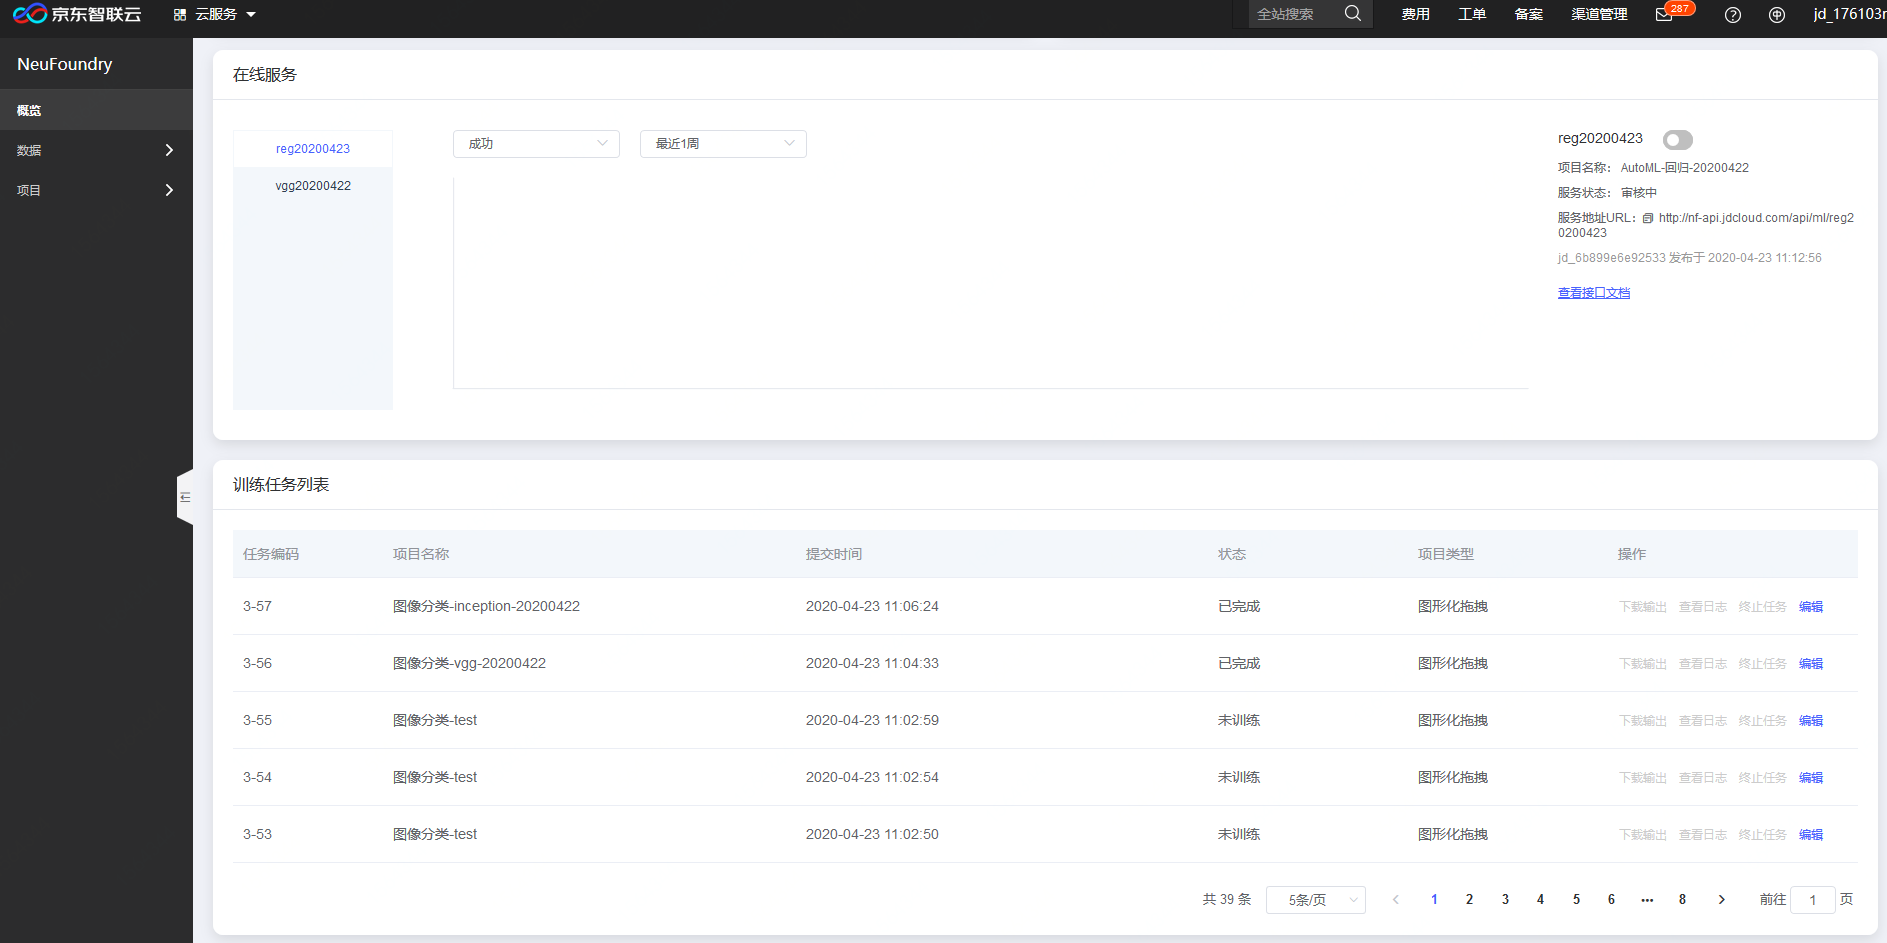 京东智联云 云服务 全站搜索 费用 工单 备案 渠道管理 287 jd_176103r
NeuFoundry
概览
数据
项目
在线服务
reg20200423
vgg20200422
成功 最近1周
reg20200423
项目名称： AutoML-回归-20200422
服务状态： 审核中
服务地址URL： http://nf-api.jdcloud.com/api/ml/reg2
0200423
jd_6b899e6e92533 发布于 2020-04-23 11:12:56
查看接口文档
训练任务列表
任务编码 项目名称 提交时间 状态 项目类型 操作
3-57 图像分类-inception-20200422 2020-04-23 11:06:24 已完成 图形化拖拽 下载输出 查看日志 终止任务 编辑
3-56 图像分类-vgg-20200422 2020-04-23 11:04:33 已完成 图形化拖拽 下载输出 查看日志 终止任务 编辑
3-55 图像分类-test 2020-04-23 11:02:59 未训练 图形化拖拽 下载输出 查看日志 终止任务 编辑
3-54 图像分类-test 2020-04-23 11:02:54 未训练 图形化拖拽 下载输出 查看日志 终止任务 编辑
3-53 图像分类-test 2020-04-23 11:02:50 未训练 图形化拖拽 下载输出 查看日志 终止任务 编辑
共 39 条 5条/页 1 2 3 4 5 6 ••• 8 前往 1 页